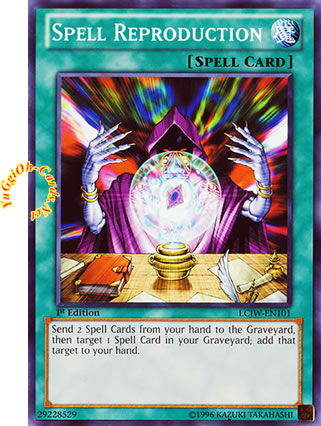 SPELL REPRODUCTION
[SPELL CARD]
YuGgiOh-Cards.Net
1st Edition
LCJW-EN101
Send 2 Spell Cards from your hand to the Graveyard,
then target 1 Spell Card in your Graveyard; add that
target to your hand.
29228529
©1996 KAZUKI TAKAHASHI